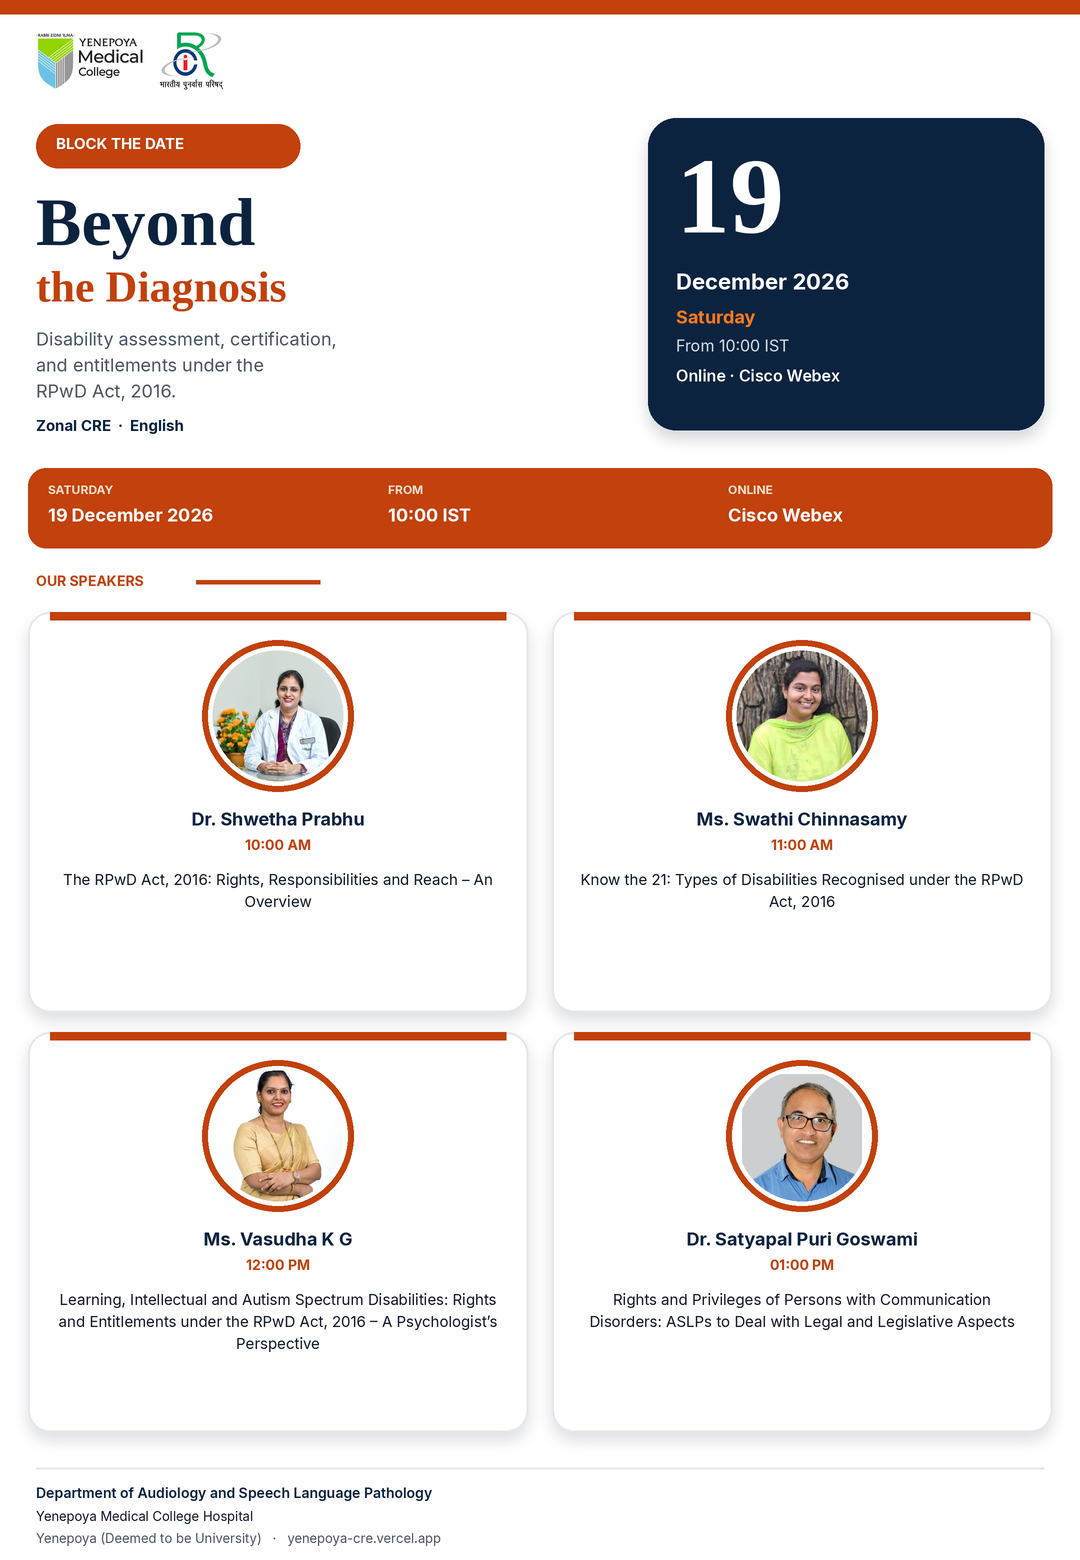 YENEPOYA
Medical
College
भारतीय पुनर्वास परिषद्
BLOCK THE DATE
Beyond
the Diagnosis
Disability assessment, certification,
and entitlements under the
RPwD Act, 2016.
Zonal CRE · English
19
December 2026
Saturday
From 10:00 IST
Online · Cisco Webex
SATURDAY
19 December 2026
FROM
10:00 IST
ONLINE
Cisco Webex
OUR SPEAKERS
Dr. Shwetha Prabhu
10:00 AM
The RPwD Act, 2016: Rights, Responsibilities and Reach – An
Overview
Ms. Swathi Chinnasamy
11:00 AM
Know the 21: Types of Disabilities Recognised under the RPwD
Act, 2016
Ms. Vasudha K G
12:00 PM
Learning, Intellectual and Autism Spectrum Disabilities: Rights
and Entitlements under the RPwD Act, 2016 – A Psychologist’s
Perspective
Dr. Satyapal Puri Goswami
01:00 PM
Rights and Privileges of Persons with Communication
Disorders: ASLPs to Deal with Legal and Legislative Aspects
Department of Audiology and Speech Language Pathology
Yenepoya Medical College Hospital
Yenepoya (Deemed to be University) · yenepoya-cre.vercel.app